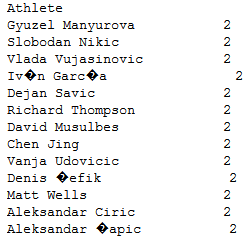 Athlete
Gyuzel Manyurova 2
Slobodan Nikic 2
Vlada Vujasinovic 2
Iv�n Garc�a 2
Dejan Savic 2
Richard Thompson 2
David Musulbes 2
Chen Jing 2
Vanja Udovicic 2
Denis �efik 2
Matt Wells 2
Aleksandar Ciric 2
Aleksandar �apic 2